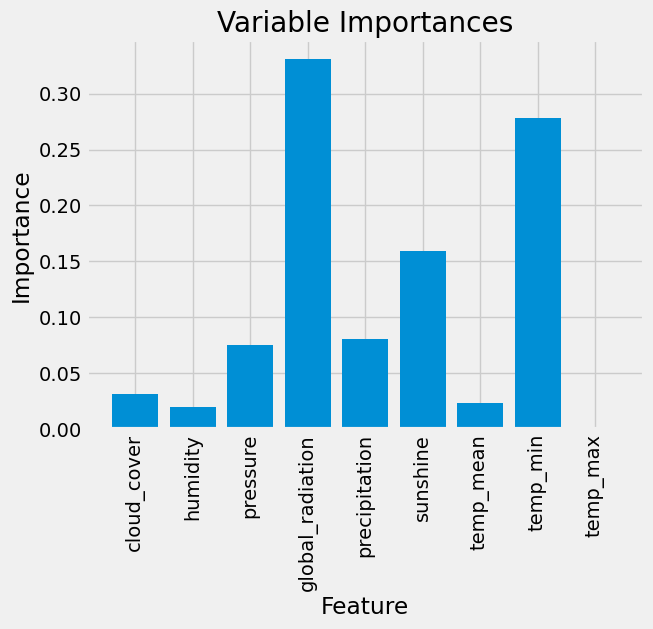 Variable Importances
Importance
0.30
0.25
0.20
0.15
0.10
0.05
0.00
cloud_cover
humidity
pressure
global_radiation
precipitation
sunshine
temp_mean
temp_min
temp_max
Feature